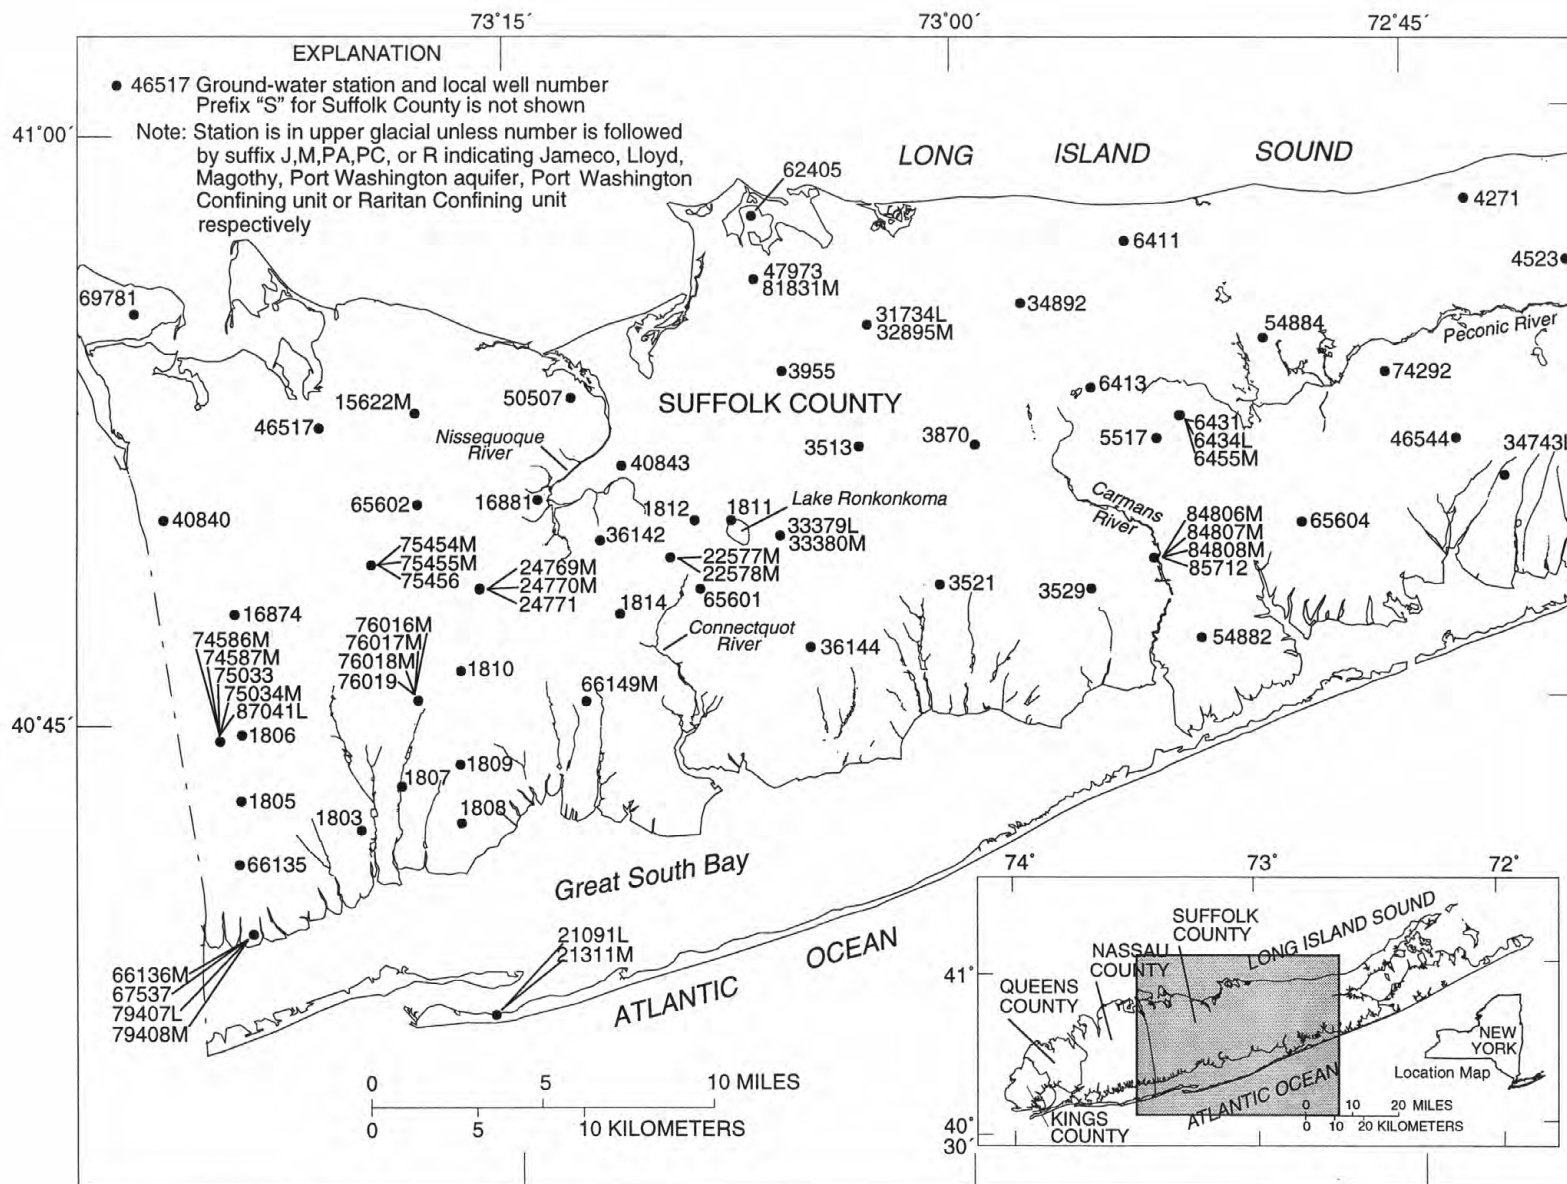 73°15´
73°00´
72°45´
EXPLANATION
46517 Ground-water station and local well number
Prefix “S” for Suffolk County is not shown
Note: Station is in upper glacial unless number is followed
by suffix J,M,PA,PC, or R indicating Jameco, Lloyd,
Magothy, Port Washington aquifer, Port Washington
Confining unit or Raritan Confining unit
respectively
41°00´
LONG ISLAND SOUND
62405
4271
6411
4523
47973
81831M
69781
34892
31734L
32895M
54884
Peconic River
3955
74292
6413
50507
SUFFOLK COUNTY
15622M
46517
Nissequoque
River
3513
3870
5517
6431
6434L
6455M
46544
34743L
40843
16881
65602
40840
1812
1811
Lake Ronkonkoma
Carmans
River
36142
33379L
33380M
84806M
84807M
84808M
85712
65604
75454M
75455M
75456
24769M
24770M
24771
22577M
22578M
65601
3521
3529
16874
1814
Connectquot
River
36144
54882
74586M
74587M
75033
75034M
87041L
76016M
76017M
76018M
76019
1810
66149M
40°45´
1806
1809
1807
1805
1803
1808
66135
Great South Bay
66136M
67537
79407L
79408M
21091L
21311M
ATLANTIC OCEAN
0 5 10 MILES
0 5 10 KILOMETERS
74°
73°
72°
SUFFOLK
COUNTY
NASSAU
COUNTY
LONG ISLAND SOUND
41°
QUEENS
COUNTY
NEW
YORK
Location Map
ATLANTIC OCEAN
KINGS
COUNTY
0 10 20 MILES
0 10 20 KILOMETERS
40°
30´